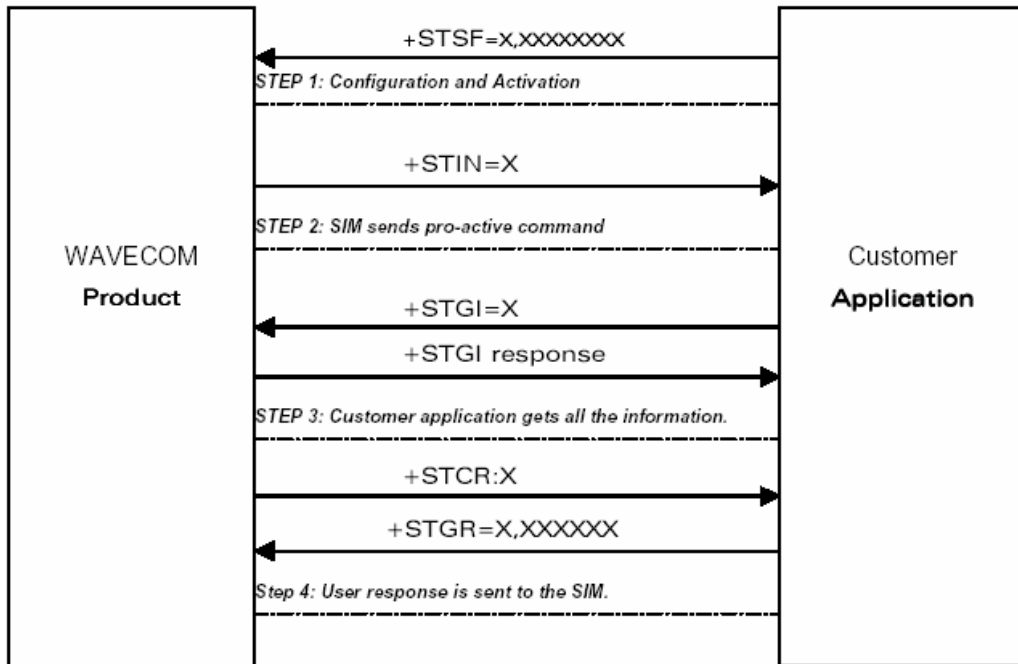 +STSF=X,XXXXXXXX
STEP 1: Configuration and Activation
+STIN=X
STEP 2: SIM sends pro-active command
WAVECOM
Product
Customer
Application
+STGI=X
+STGI response
STEP 3: Customer application gets all the information.
+STCR:X
+STGR=X,XXXXXX
Step 4: User response is sent to the SIM.